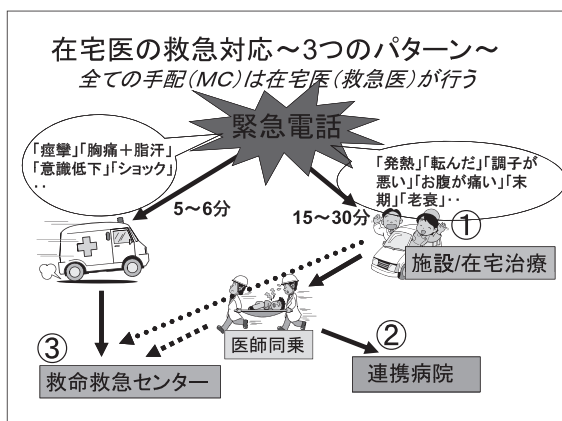 在宅医の救急対応～3つのパターン～
全ての手配(MC)は在宅医(救急医)が行う
緊急電話
「痙攣」「胸痛＋脂汗」
「意識低下」「ショック」
‥
「発熱」「転んだ」「調子が
悪い」「お腹が痛い」「末
期」「老衰」‥
5～6分
15～30分
①
施設/在宅治療
医師同乗
②
連携病院
③
救命救急センター